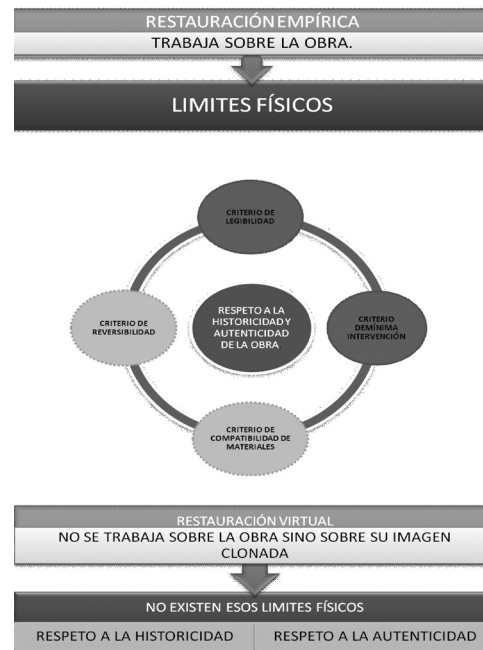 RESTAURACIÓN EMPÍRICA
TRABAJA SOBRE LA OBRA.
LIMITES FÍSICOS
CRITERIO DE
LEGIBILIDAD
CRITERIO DE
REVERSIBILIDAD
RESPETO A LA
HISTORICIDAD Y
AUTENTICIDAD
DE LA OBRA.
CRITERIO
DEMÍNIMA
INTERVENCIÓN
CRITERIO DE
COMPATIBILIDAD DE
MATERIALES
RESTAURACIÓN VIRTUAL
NO SE TRABAJA SOBRE LA OBRA SINO SOBRE SU IMAGEN
CLONADA
NO EXISTEN ESOS LIMITES FÍSICOS
RESPETO A LA HISTORICIDAD
RESPETO A LA AUTENTICIDAD